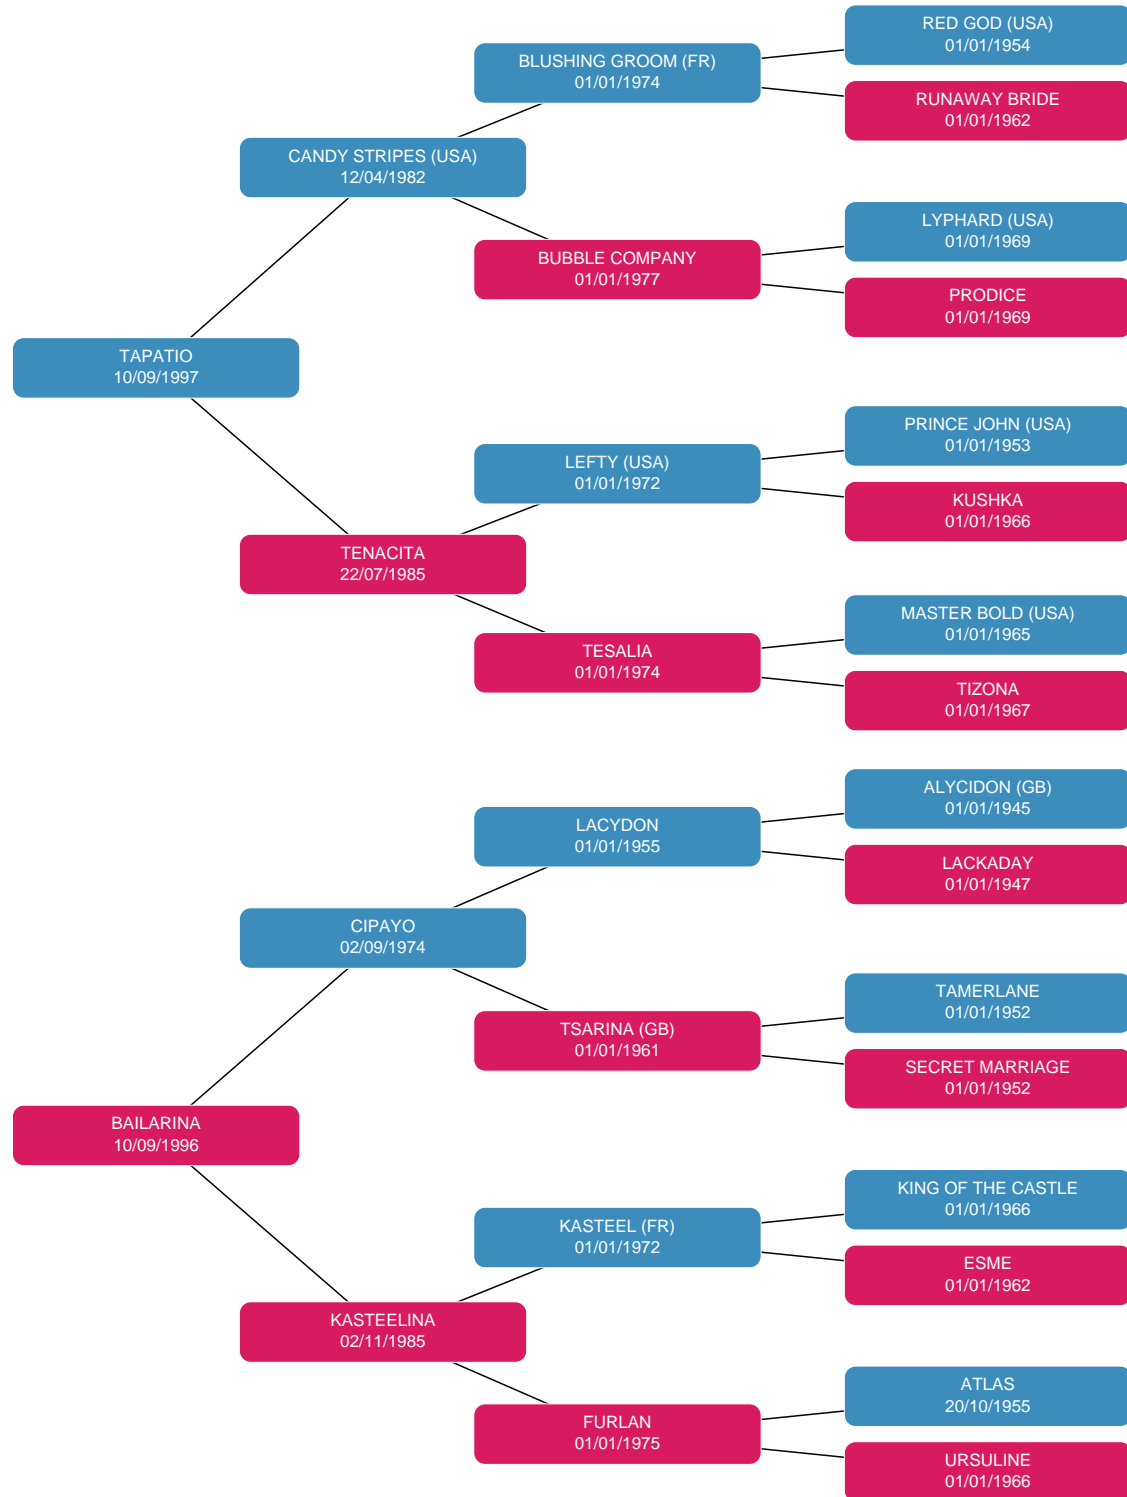 RED GOD (USA)
01/01/1954
BLUSHING GROOM (FR)
01/01/1974
RUNAWAY BRIDE
01/01/1962
CANDY STRIPES (USA)
12/04/1982
LYPHARD (USA)
01/01/1969
BUBBLE COMPANY
01/01/1977
PRODICE
01/01/1969
TAPATIO
10/09/1997
PRINCE JOHN (USA)
01/01/1953
LEFTY (USA)
01/01/1972
KUSHKA
01/01/1966
TENACITA
22/07/1985
MASTER BOLD (USA)
01/01/1965
TESALIA
01/01/1974
TIZONA
01/01/1967
ALYCIDON (GB)
01/01/1945
LACYDON
01/01/1955
LACKADAY
01/01/1947
CIPAYO
02/09/1974
TAMERLANE
01/01/1952
TSARINA (GB)
01/01/1961
SECRET MARRIAGE
01/01/1952
BAILARINA
10/09/1996
KING OF THE CASTLE
01/01/1966
KASTEEL (FR)
01/01/1972
ESME
01/01/1962
KASTEELINA
02/11/1985
ATLAS
20/10/1955
FURLAN
01/01/1975
URSULINE
01/01/1966